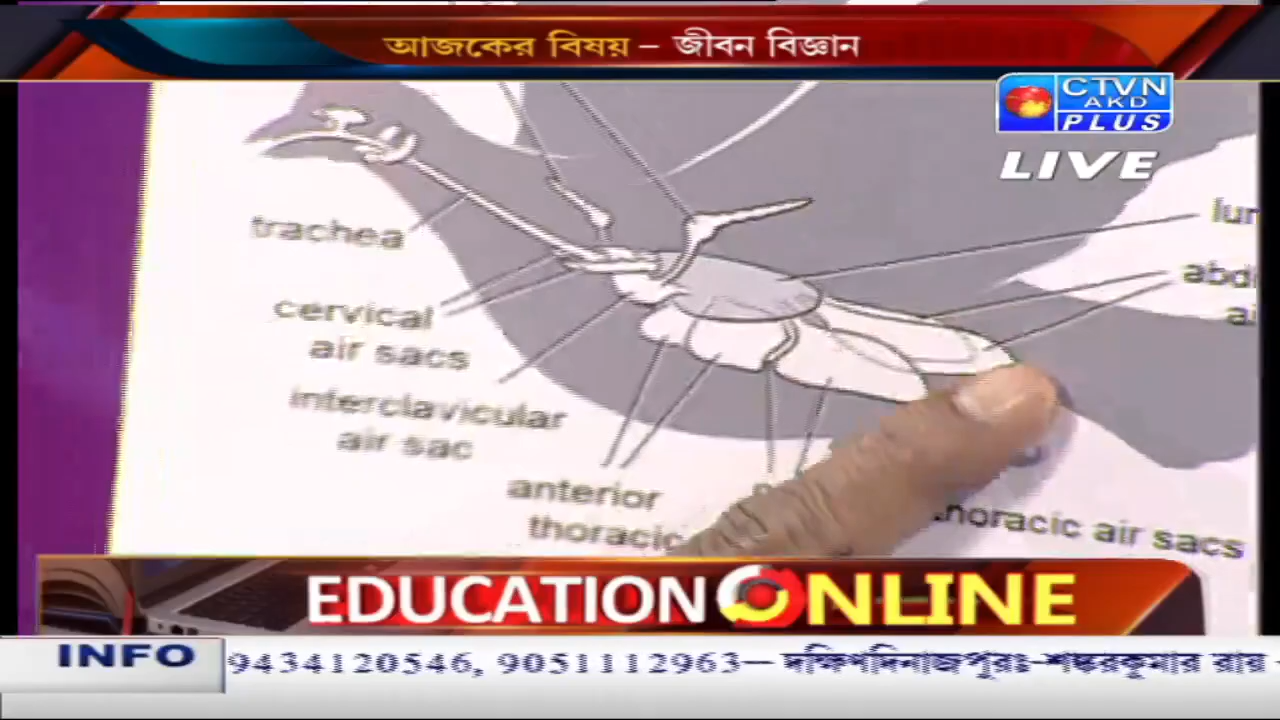 আজকের বিষয় – জীবন বিজ্ঞান
CTVN
AKD
PLUS
LIVE
trachea
cervical
air sacs
interclavicular
air sac
anterior
thoracic
thoracic air sacs
EDUCATION ONLINE
INFO
9434120546, 9051112963– দক্ষিণদিনাজপুরঃ-শঙ্করকুমার রায়